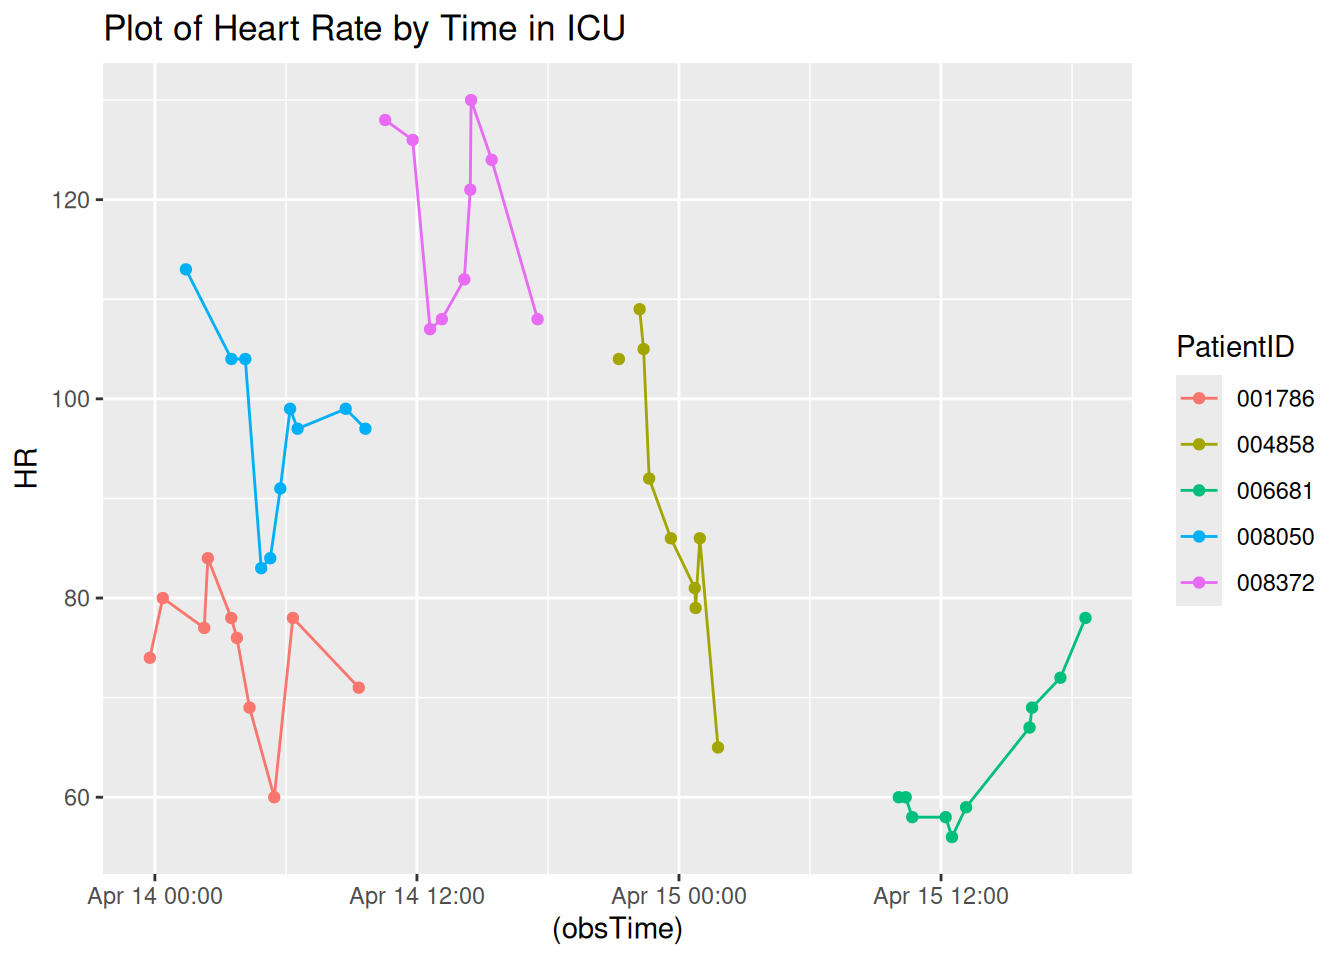 Plot of Heart Rate by Time in ICU
HR
120
100
80
60
Apr 14 00:00
Apr 14 12:00
Apr 15 00:00
Apr 15 12:00
(obsTime)
PatientID
001786
004858
006681
008050
008372